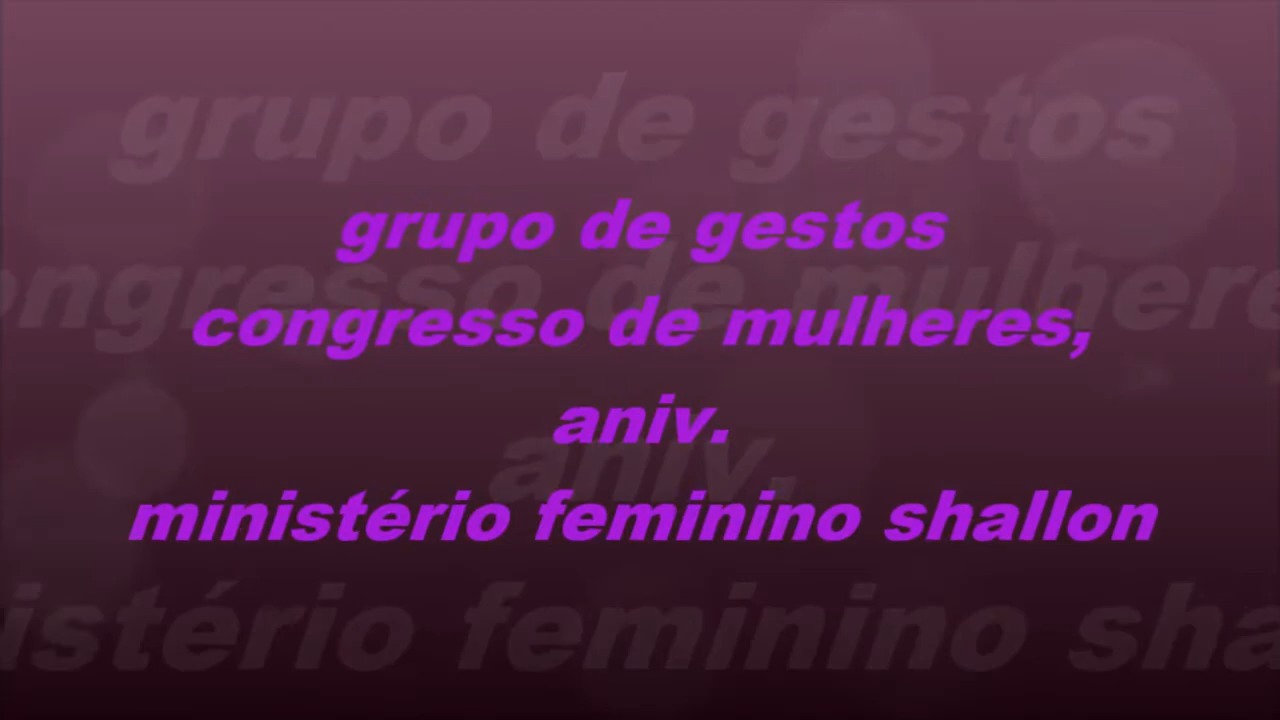 grupo de gestos
congresso de mulheres,
aniv.
ministério feminino shallon